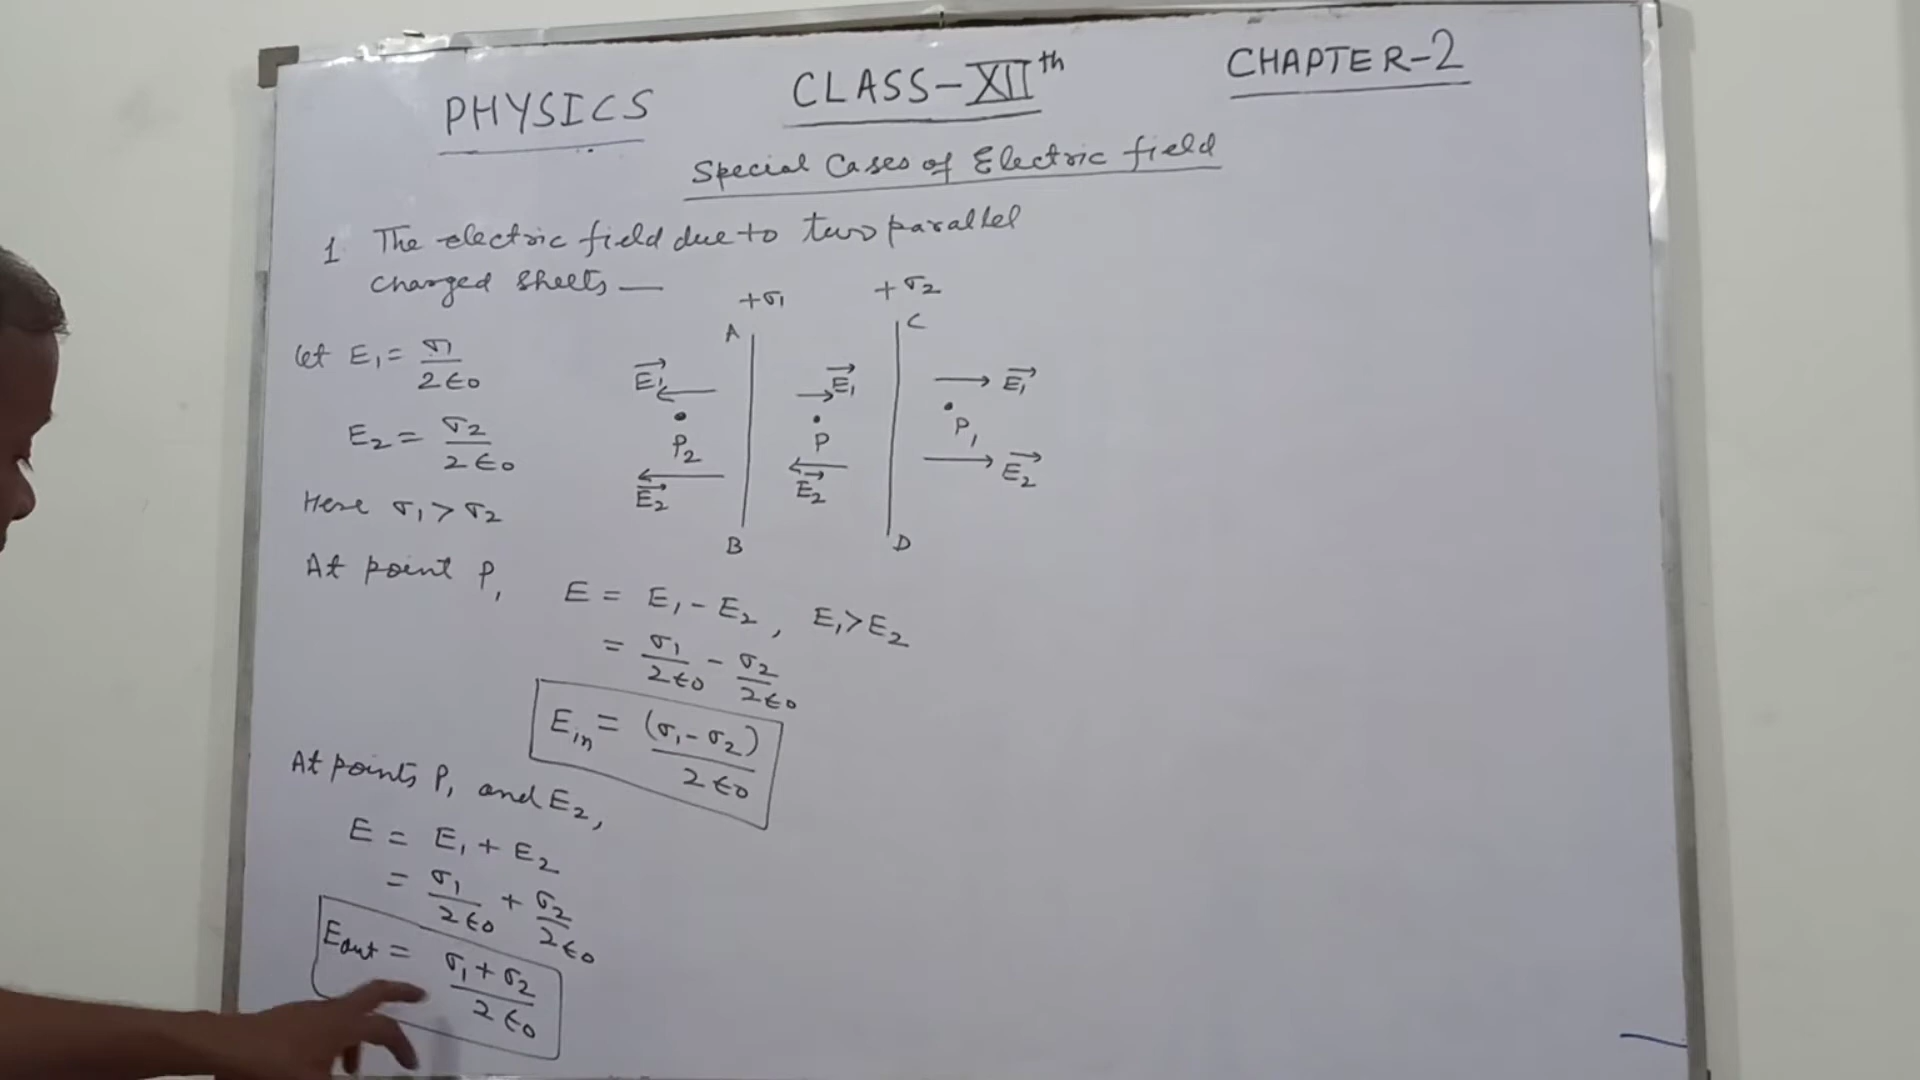 PHYSICS CLASS-XIIth CHAPTER-2
Special Cases of Electric field
1. The electric field due to two parallel
charged sheets —
+σ1 +σ2
A C
let E1 = σ1/2ϵ0
E1 E1 E1
P2 P P1
E2 = σ2/2ϵ0
E2 E2 E2
Here σ1 > σ2
B D
At point P, E = E1 - E2, E1 > E2
= σ1/2ϵ0 - σ2/2ϵ0
Ein = (σ1 - σ2)/2ϵ0
At points P1 and E2,
E = E1 + E2
= σ1/2ϵ0 + σ2/2ϵ0
Eout = σ1 + σ2/2ϵ0